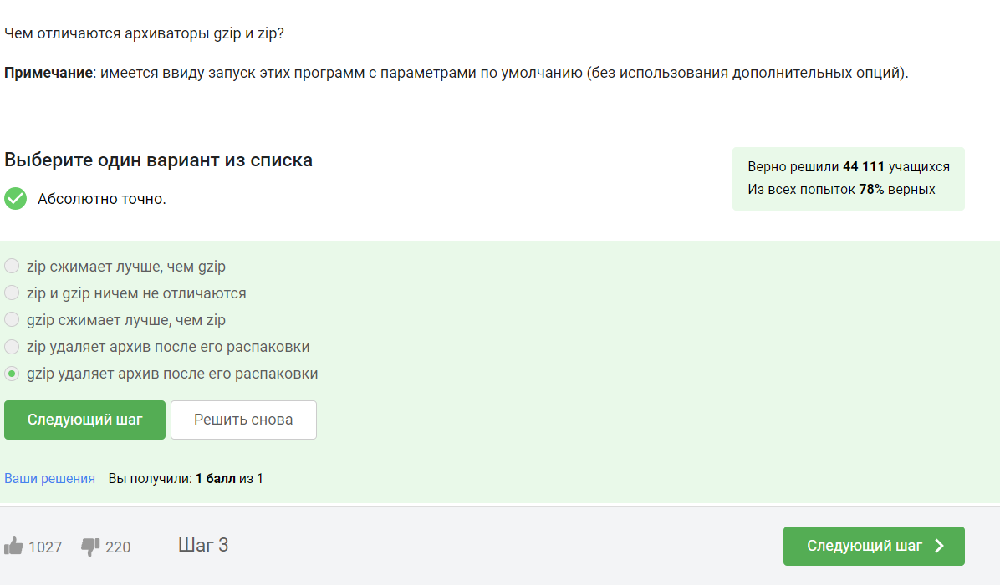 Чем отличаются архиваторы gzip и zip?
Примечание: имеется ввиду запуск этих программ с параметрами по умолчанию (без использования дополнительных опций).
Выберите один вариант из списка
Верно решили 44 111 учащихся
Из всех попыток 78% верных
Абсолютно точно.
zip сжимает лучше, чем gzip
zip и gzip ничем не отличаются
gzip сжимает лучше, чем zip
zip удаляет архив после его распаковки
gzip удаляет архив после его распаковки
Следующий шаг Решить снова
Ваши решения Вы получили: 1 балл из 1
1027 220 Шаг 3 Следующий шаг